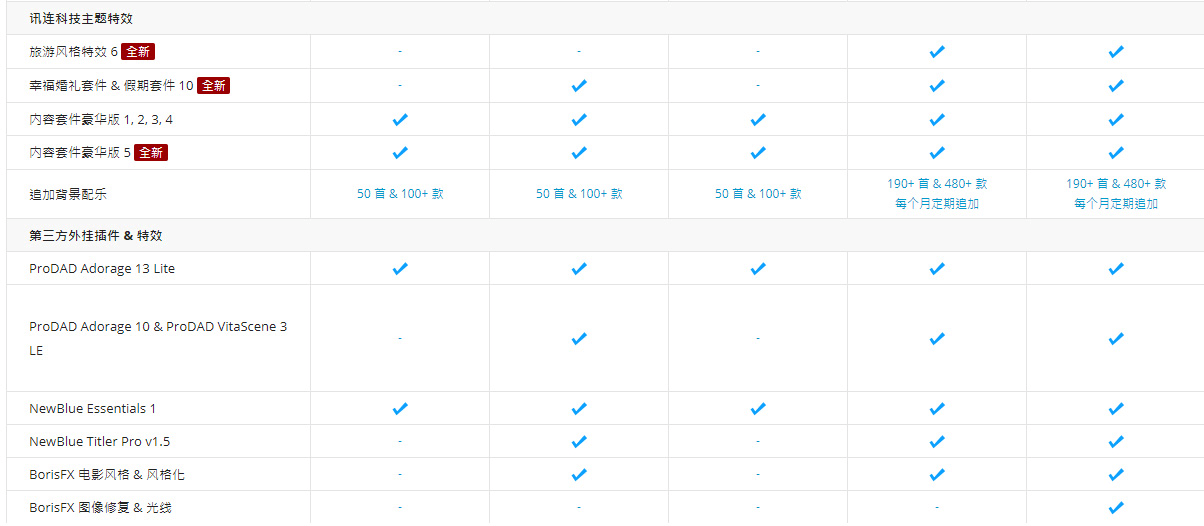 讯连科技主题特效
旅游风格特效 6 全新 - - -
幸福婚礼套件 & 假期套件 10 全新 - -
内容套件豪华版 1, 2, 3, 4
内容套件豪华版 5 全新
追加背景配乐 50 首 & 100+ 款 50 首 & 100+ 款 50 首 & 100+ 款 190+ 首 & 480+ 款 190+ 首 & 480+ 款
每个月定期追加 每个月定期追加
第三方外挂插件 & 特效
ProDAD Adorage 13 Lite
ProDAD Adorage 10 & ProDAD VitaScene 3
LE - -
NewBlue Essentials 1
NewBlue Titler Pro v1.5 - -
BorisFX 电影风格 & 风格化 - -
BorisFX 图像修复 & 光线 - - - -